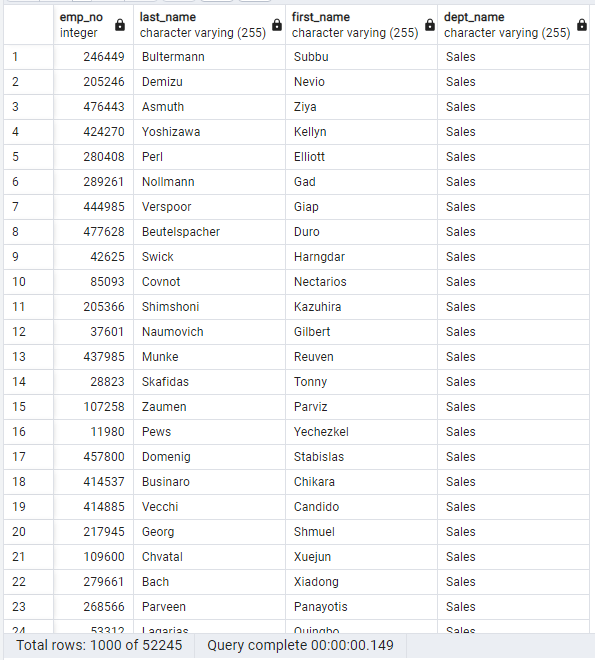 emp_no last_name first_name dept_name
integer character varying (255) character varying (255) character varying (255)
1 246449 Bultermann Subbu Sales
2 205246 Demizu Nevio Sales
3 476443 Asmuth Ziya Sales
4 424270 Yoshizawa Kellyn Sales
5 280408 Perl Elliott Sales
6 289261 Nollmann Gad Sales
7 444985 Verspoor Giap Sales
8 477628 Beutelspacher Duro Sales
9 42625 Swick Harngdar Sales
10 85093 Covnot Nectarios Sales
11 205366 Shimshoni Kazuhira Sales
12 37601 Naumovich Gilbert Sales
13 437985 Munke Reuven Sales
14 28823 Skafidas Tonny Sales
15 107258 Zaumen Parviz Sales
16 11980 Pews Yechezkel Sales
17 457800 Domenig Stabislas Sales
18 414537 Businaro Chikara Sales
19 414885 Vecchi Candido Sales
20 217945 Georg Shmuel Sales
21 109600 Chvatal Xuejun Sales
22 279661 Bach Xiadong Sales
23 268566 Parveen Panayotis Sales
24 53312 Lagarias Quingbo Sales
Total rows: 1000 of 52245 Query complete 00:00:00.149